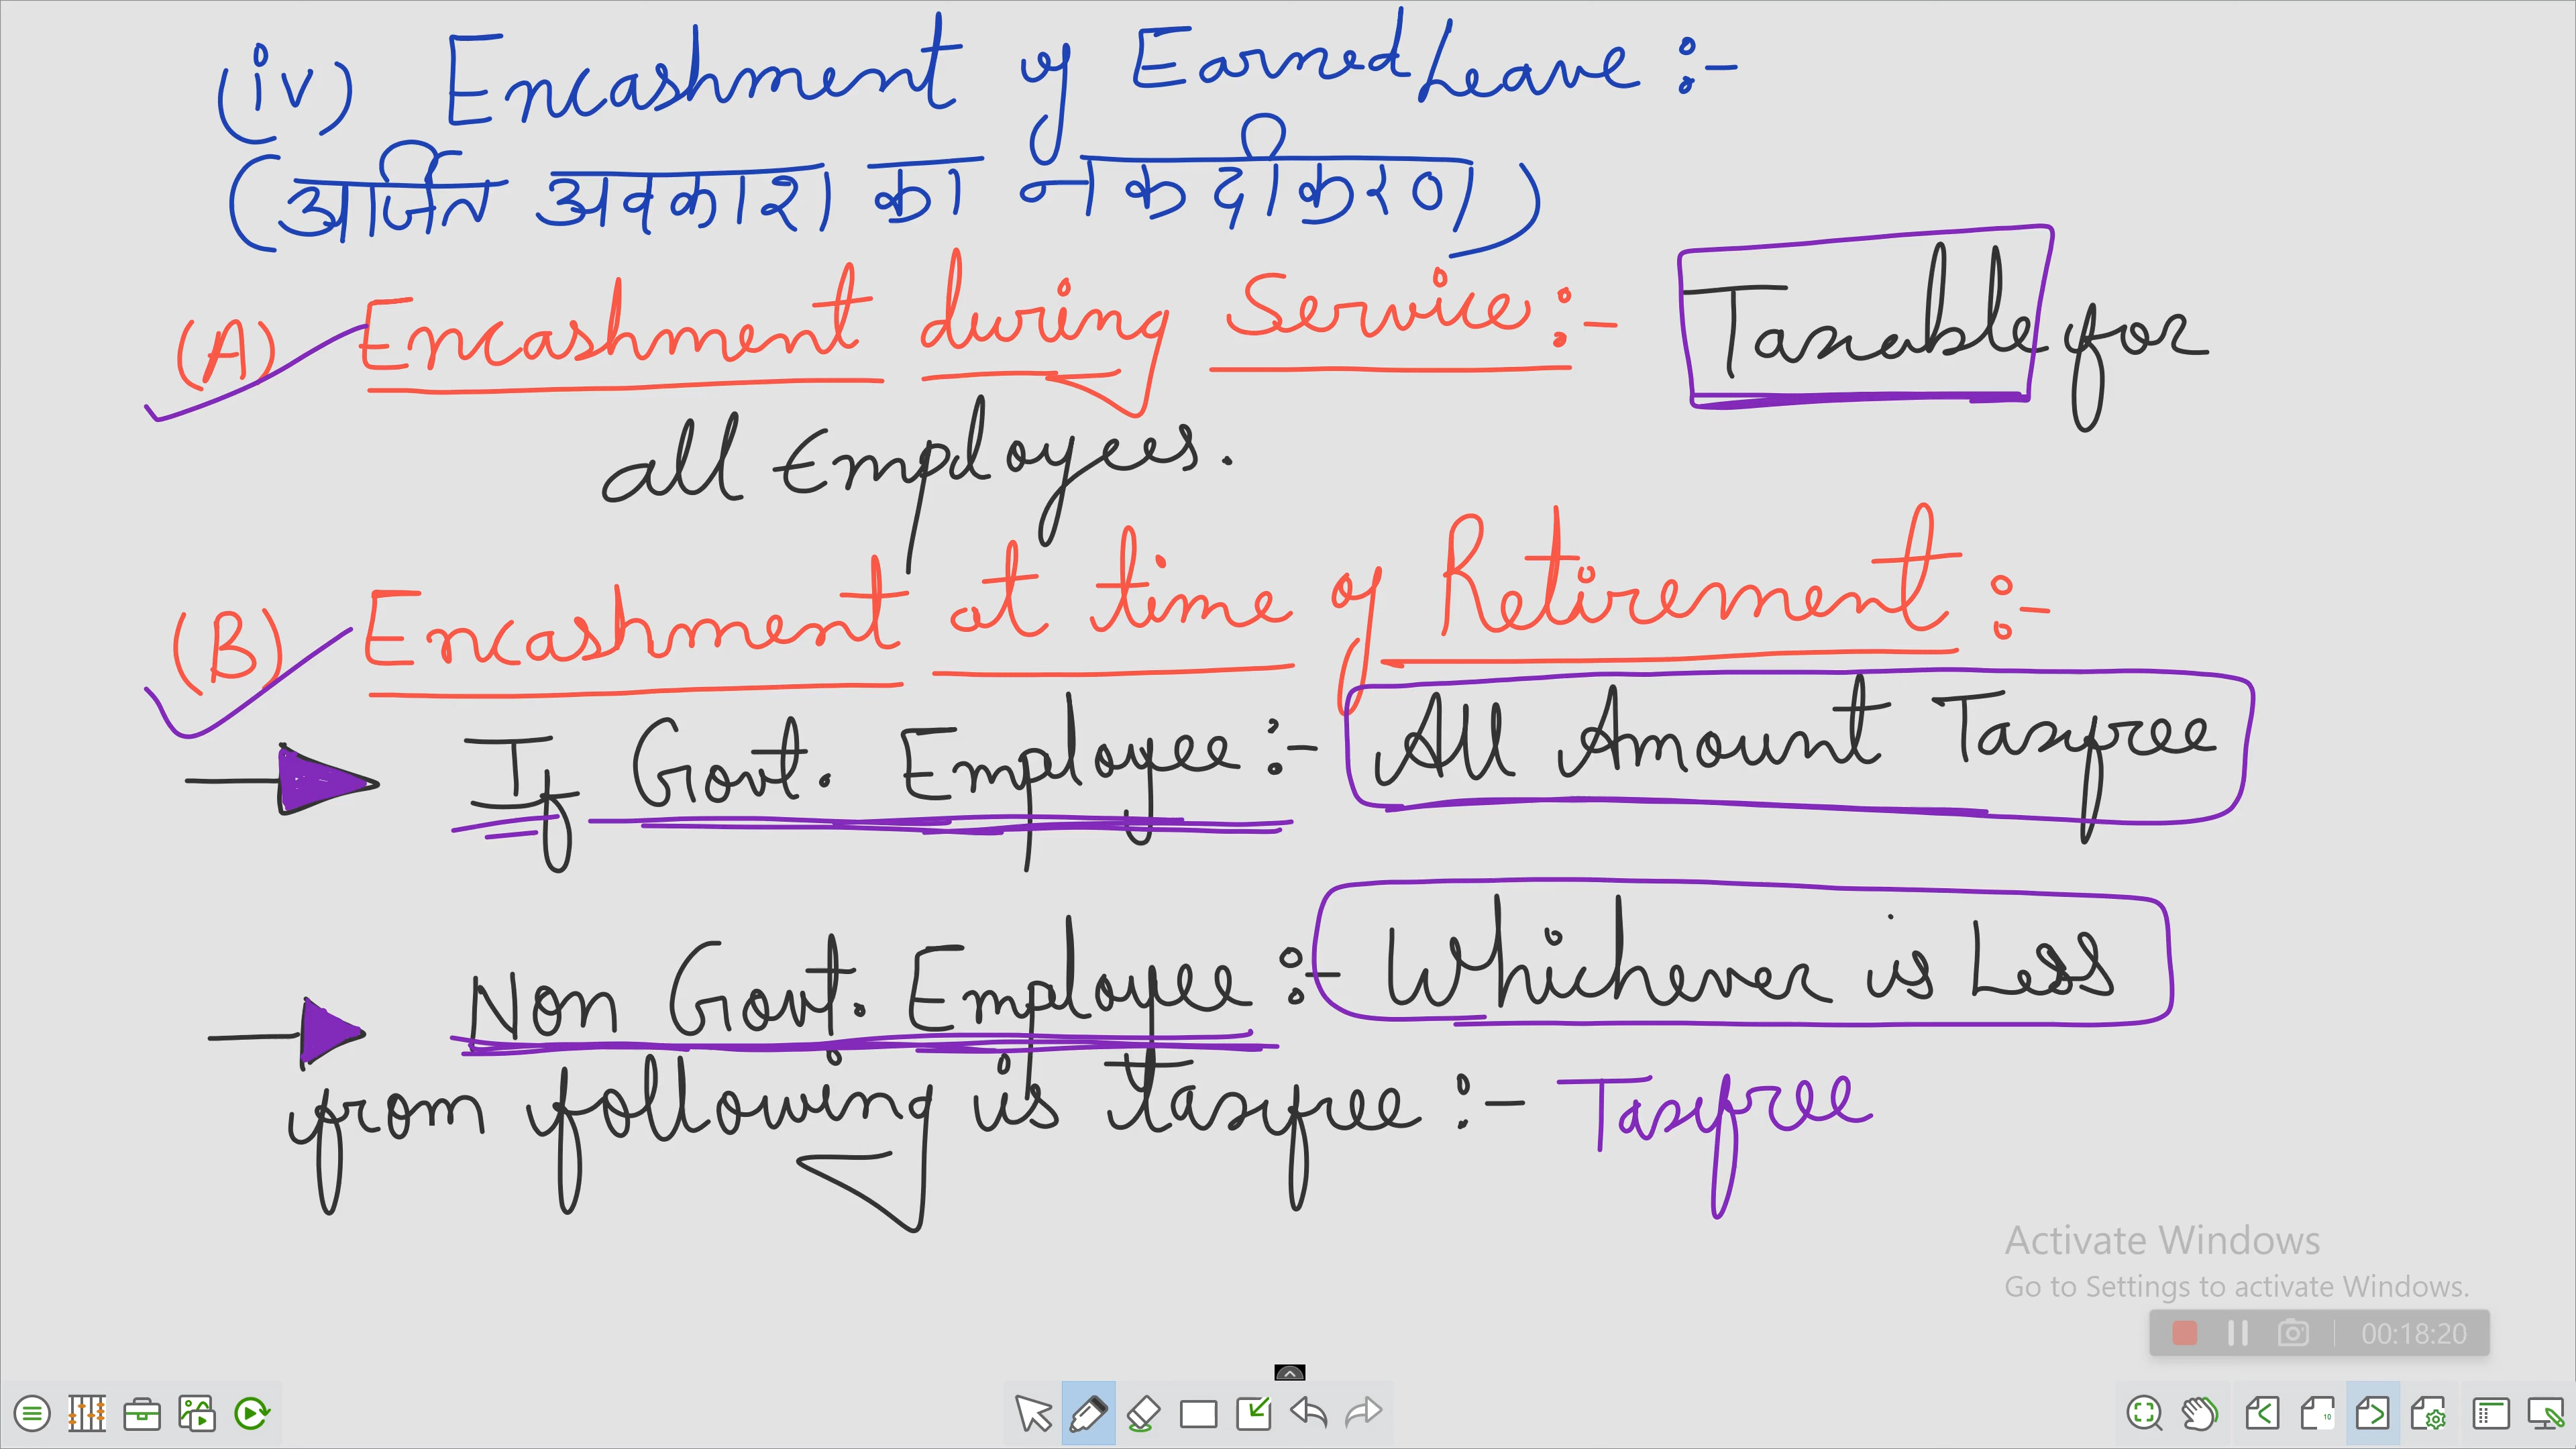 (iv) Encashment of Earned Leave :-
(अर्जित अवकाश का नकदीकरण)
(A) Encashment during Service :- Taxable for
all Employees.
(B) Encashment at time of Retirement :-
If Govt. Employee :- All Amount Taxfree
Non Govt. Employee :- Whichever is Less
from following is taxfree :- Taxfree
Activate Windows
Go to Settings to activate Windows.
00:18:20
10